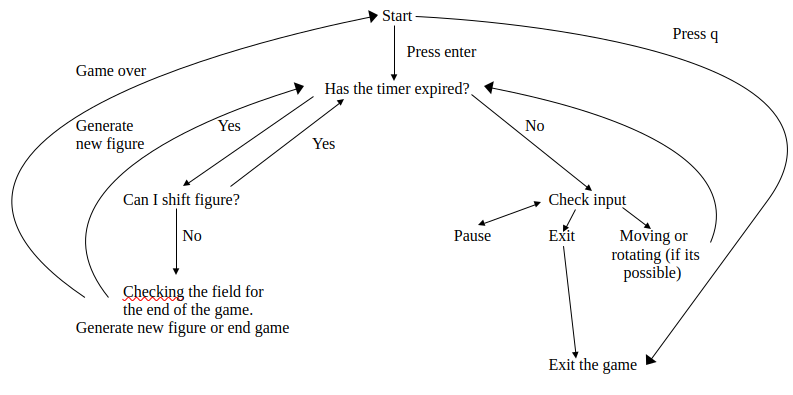 Start
Press q
Press enter
Game over
Has the timer expired?
Generate
new figure
Yes
No
Yes
Can I shift figure?
Check input
No
Pause
Exit
Moving or
rotating (if its
possible)
Checking the field for
the end of the game.
Generate new figure or end game
Exit the game